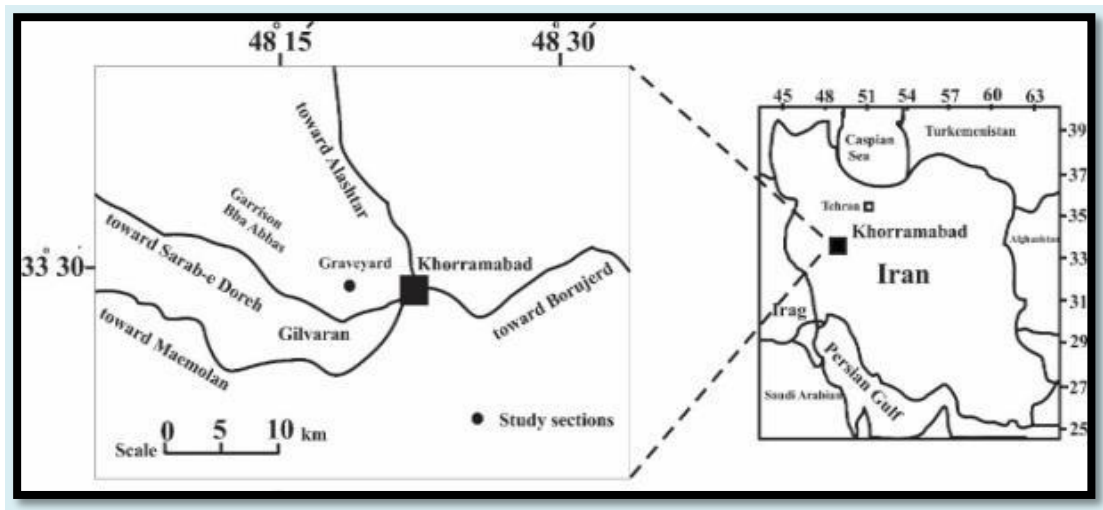 48° 15'
48° 30'
33° 30'
toward Alashtar
Garrison
Bba Abbas
toward Sarab-e Doreh
Graveyard
Khorramabad
toward Borujerd
Gilvaran
toward Maemolan
Study sections
Scale 0 5 10 km
45 48 51 54 57 60 63
39
37
35
33
31
29
27
25
Caspian
Sea
Turkemenistan
Tehran
Khorramabad
Afghanistan
Iran
Irag
Persian Gulf
Saudi Arabian